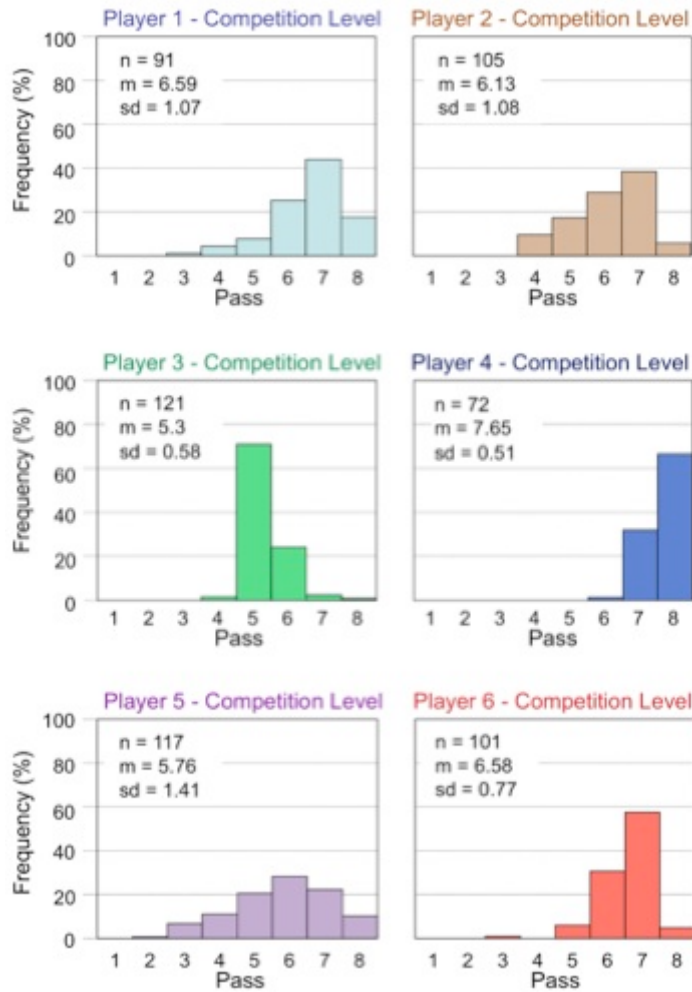 Player 1 - Competition Level
n = 91
m = 6.59
sd = 1.07
100
80
60
40
20
0
Frequency (%)
1 2 3 4 5 6 7 8
Pass
Player 2 - Competition Level
n = 105
m = 6.13
sd = 1.08
1 2 3 4 5 6 7 8
Pass
Player 3 - Competition Level
n = 121
m = 5.3
sd = 0.58
100
80
60
40
20
0
Frequency (%)
1 2 3 4 5 6 7 8
Pass
Player 4 - Competition Level
n = 72
m = 7.65
sd = 0.51
1 2 3 4 5 6 7 8
Pass
Player 5 - Competition Level
n = 117
m = 5.76
sd = 1.41
100
80
60
40
20
0
Frequency (%)
1 2 3 4 5 6 7 8
Pass
Player 6 - Competition Level
n = 101
m = 6.58
sd = 0.77
1 2 3 4 5 6 7 8
Pass